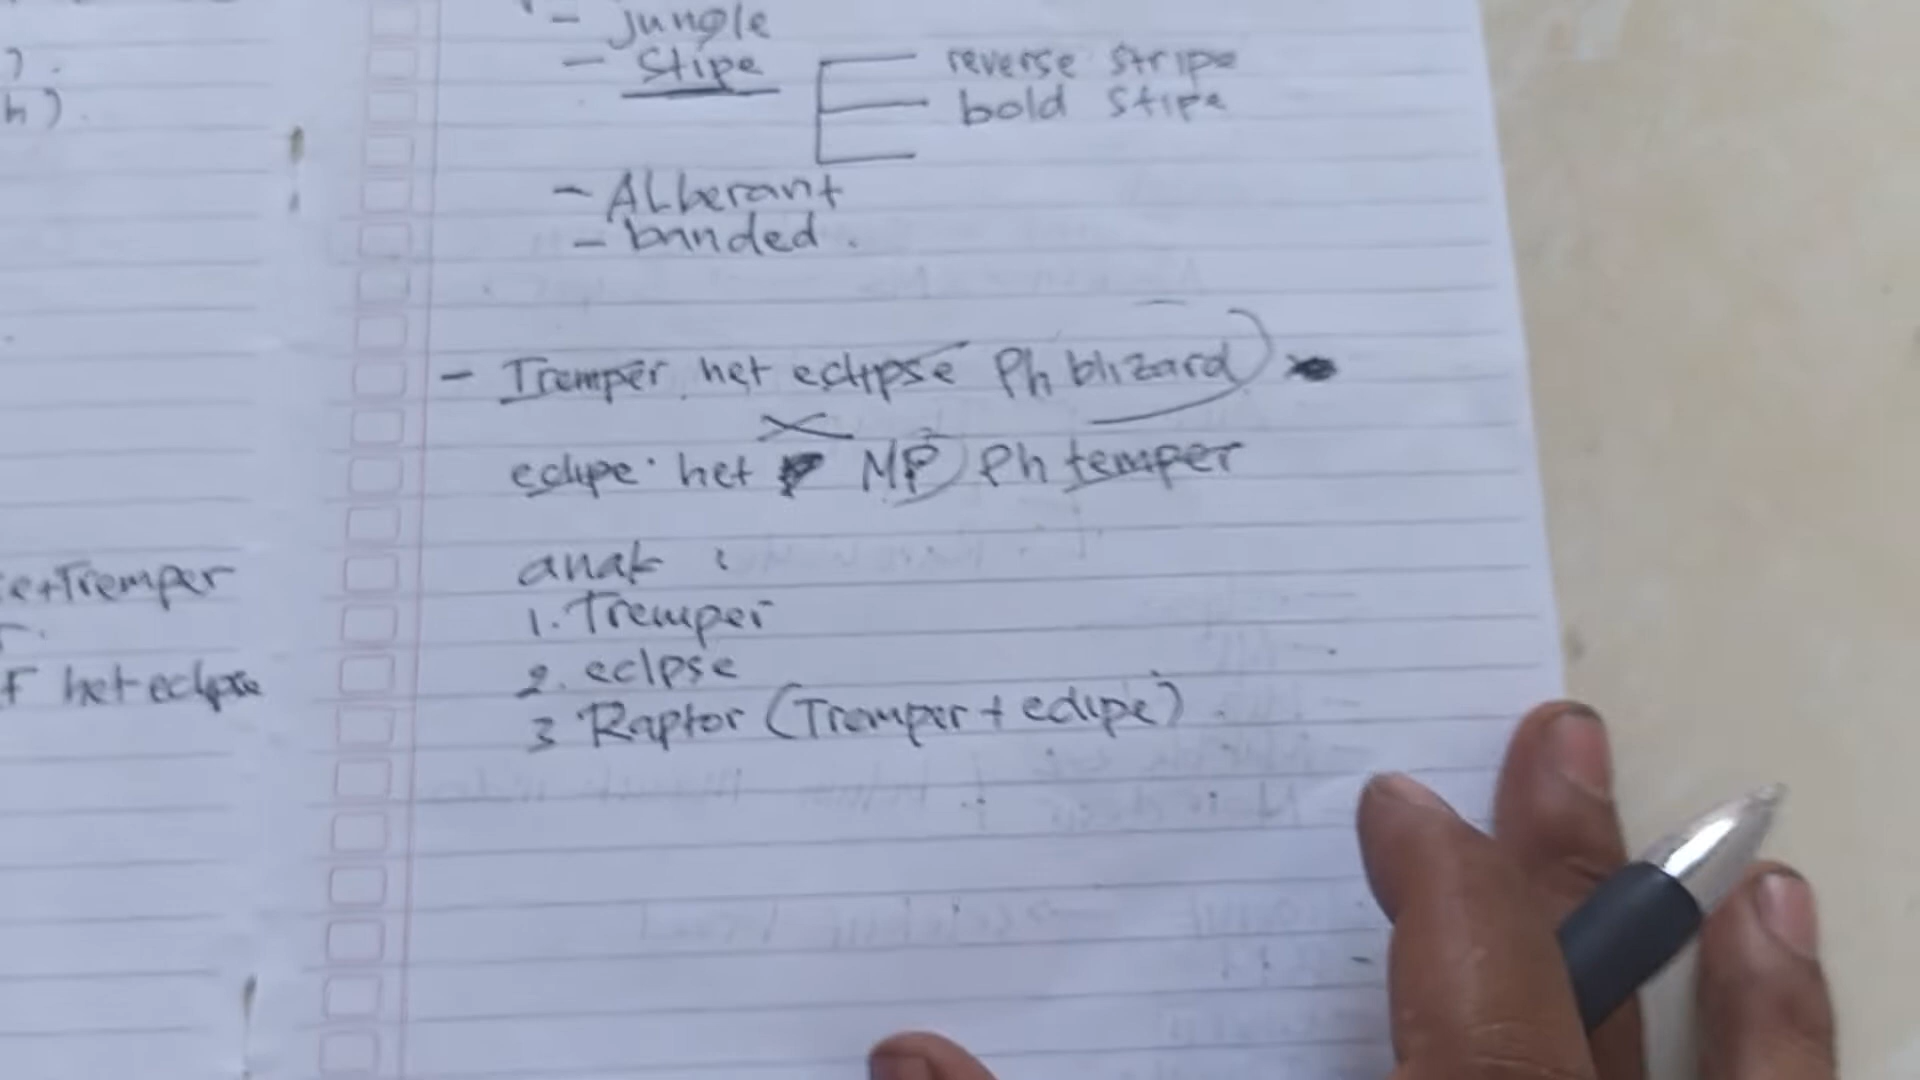 ).
h).
e+Tremper
r.
F het eclipse
- Jungle
- Stipe
reverse stripe
bold stipe
- ALberant
- banded.
- Tremper het eclipse Ph blizard
X
eclipe het MP Ph temper
anak :
1. Tremper
2. eclpse
3 Raptor (Tremper + eclipe).